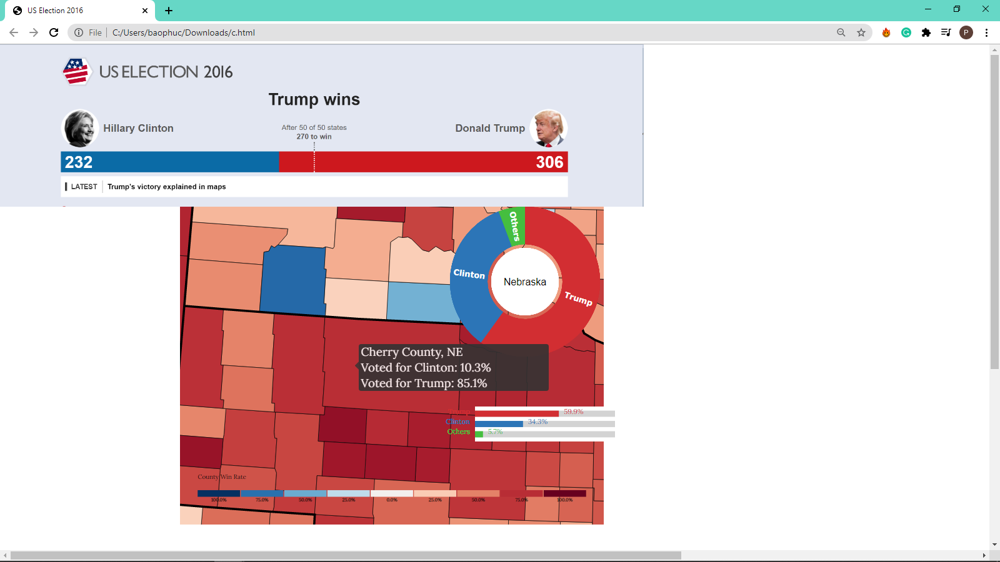 US Election 2016
File
C:/Users/baophuc/Downloads/c.html
P
US ELECTION 2016
Trump wins
Hillary Clinton
After 50 of 50 states
270 to win
Donald Trump
232
306
LATEST
Trump's victory explained in maps
Others
Clinton
Nebraska
Trump
Cherry County, NE
Voted for Clinton: 10.3%
Voted for Trump: 85.1%
Trump 59.9%
Clinton 34.3%
Others 5.7%
County Win Rate
100.0% 75.0% 50.0% 25.0% 0.0% 25.0% 50.0% 75.0% 100.0%